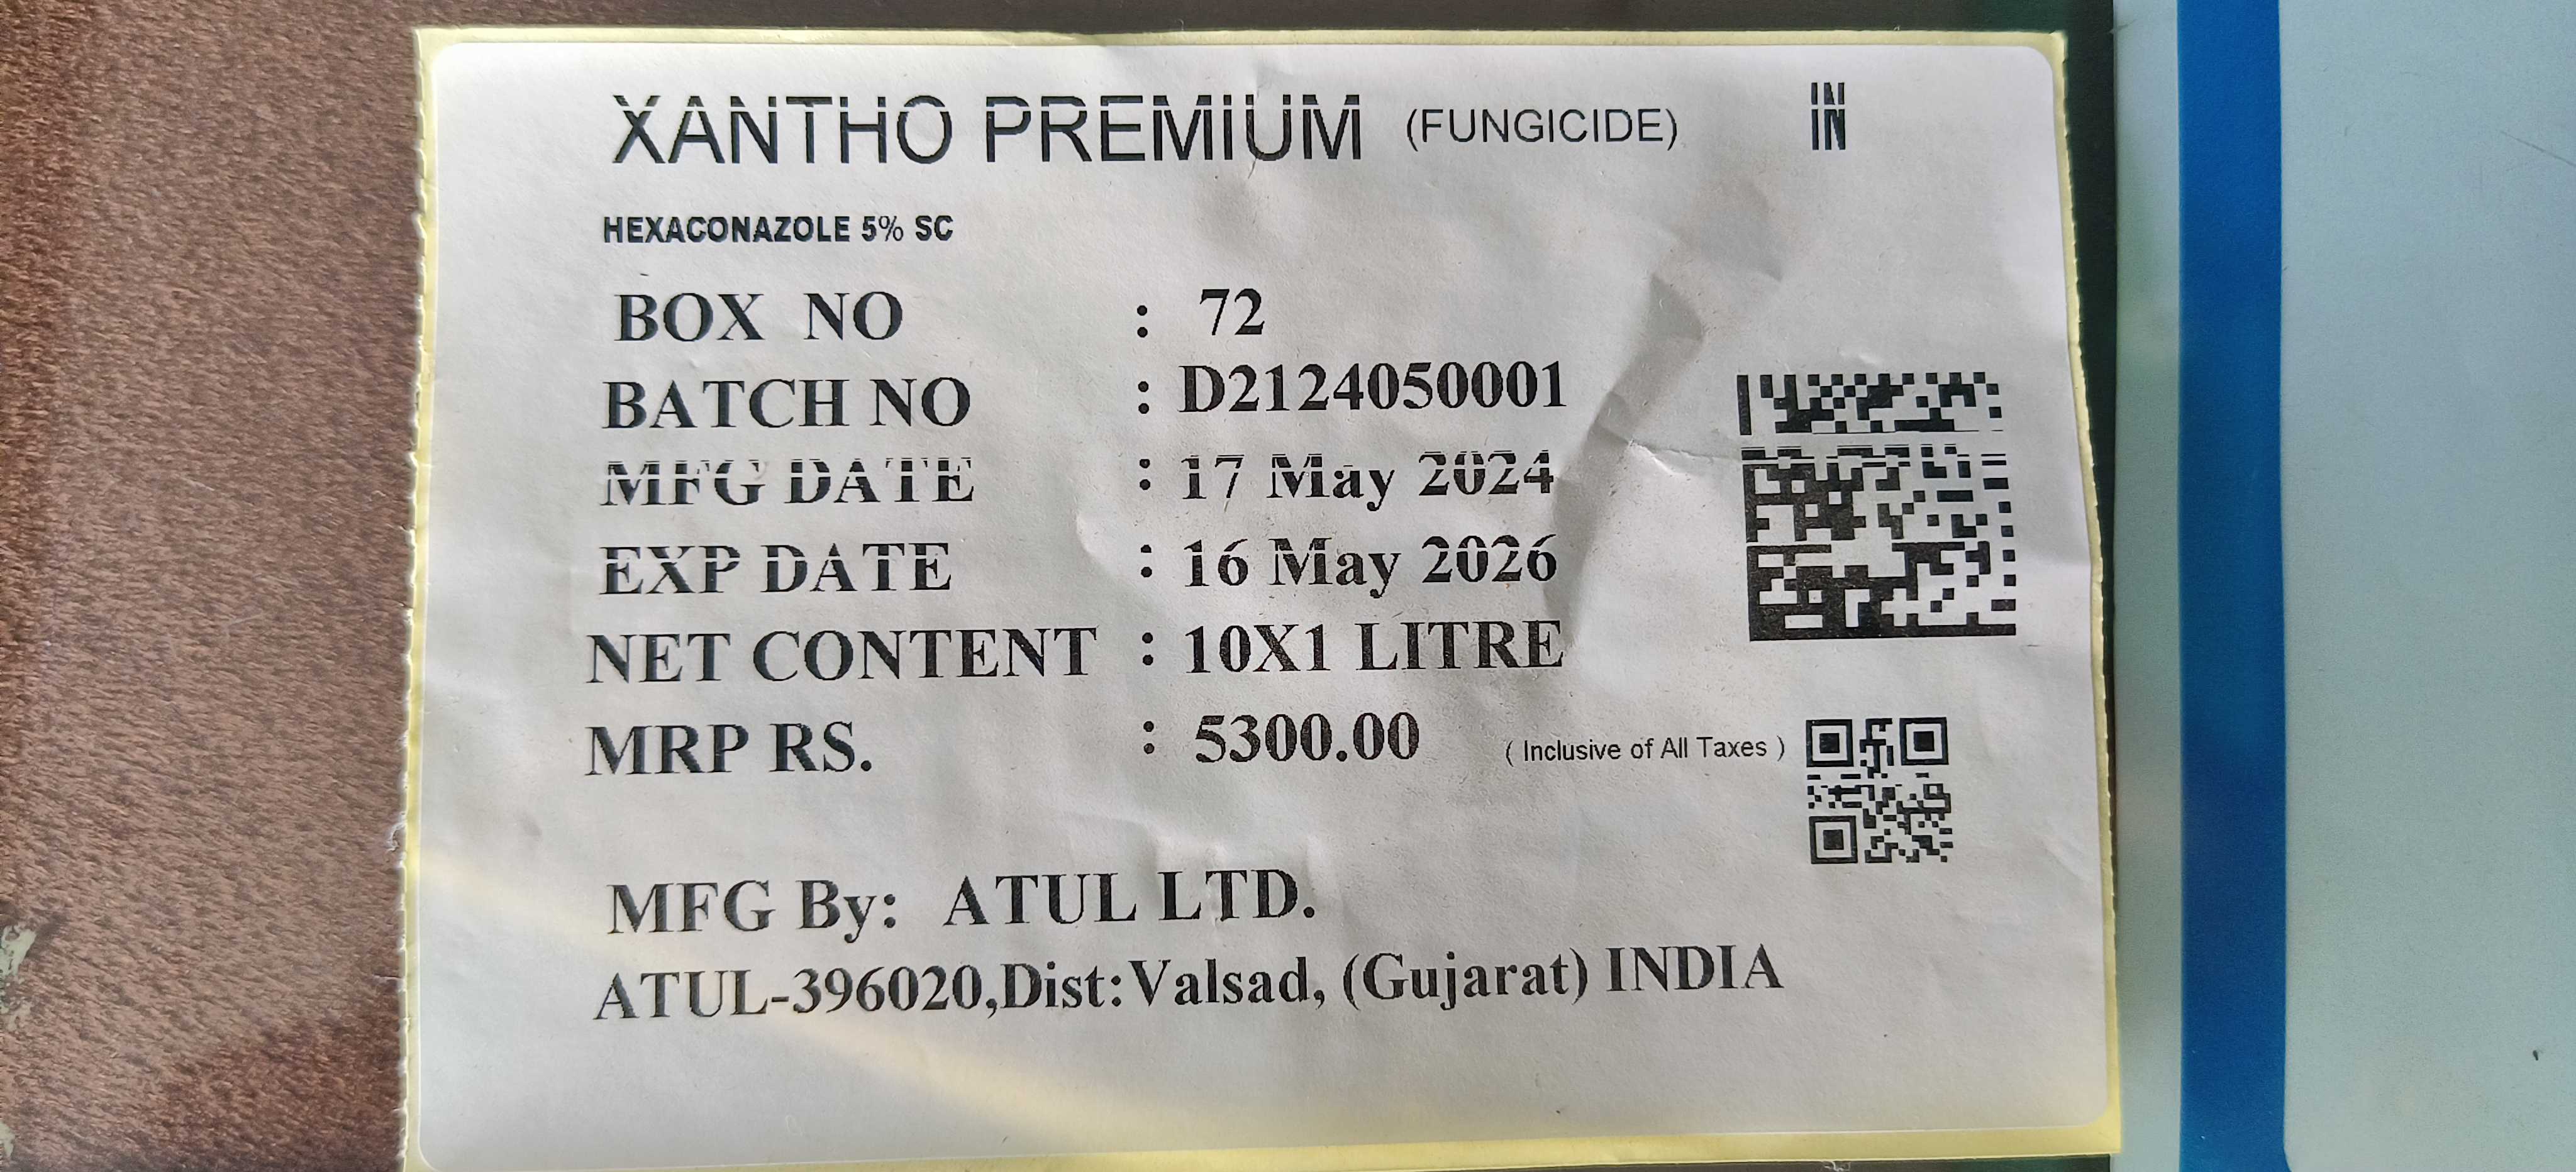 XANTHO PREMIUM (FUNGICIDE) IN
HEXACONAZOLE 5% SC
BOX NO : 72
BATCH NO : D2124050001
MFG DATE : 17 May 2024
EXP DATE : 16 May 2026
NET CONTENT : 10X1 LITRE
MRP RS. : 5300.00 ( Inclusive of All Taxes )
MFG By: ATUL LTD.
ATUL-396020,Dist:Valsad, (Gujarat) INDIA